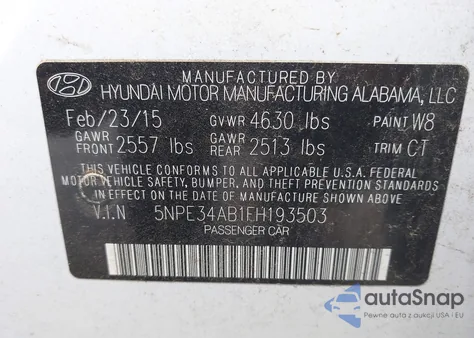 MANUFACTURED BY
HYUNDAI MOTOR MANUFACTURING ALABAMA, LLC
Feb/23/15 GVWR 4630 lbs PAINT W8
GAWR FRONT 2557 lbs GAWR REAR 2513 lbs TRIM CT
THIS VEHICLE CONFORMS TO ALL APPLICABLE U.S.A FEDERAL
MOTOR VEHICLE SAFETY, BUMPER, AND THEFT PREVENTION
STANDARDS IN EFFECT ON THE DATE OF MANUFACTURE SHOWN ABOVE
V.I.N 5NPE34AB1FH193503
PASSENGER CAR
autoSnap
Pewne auta z aukcji USA i EU